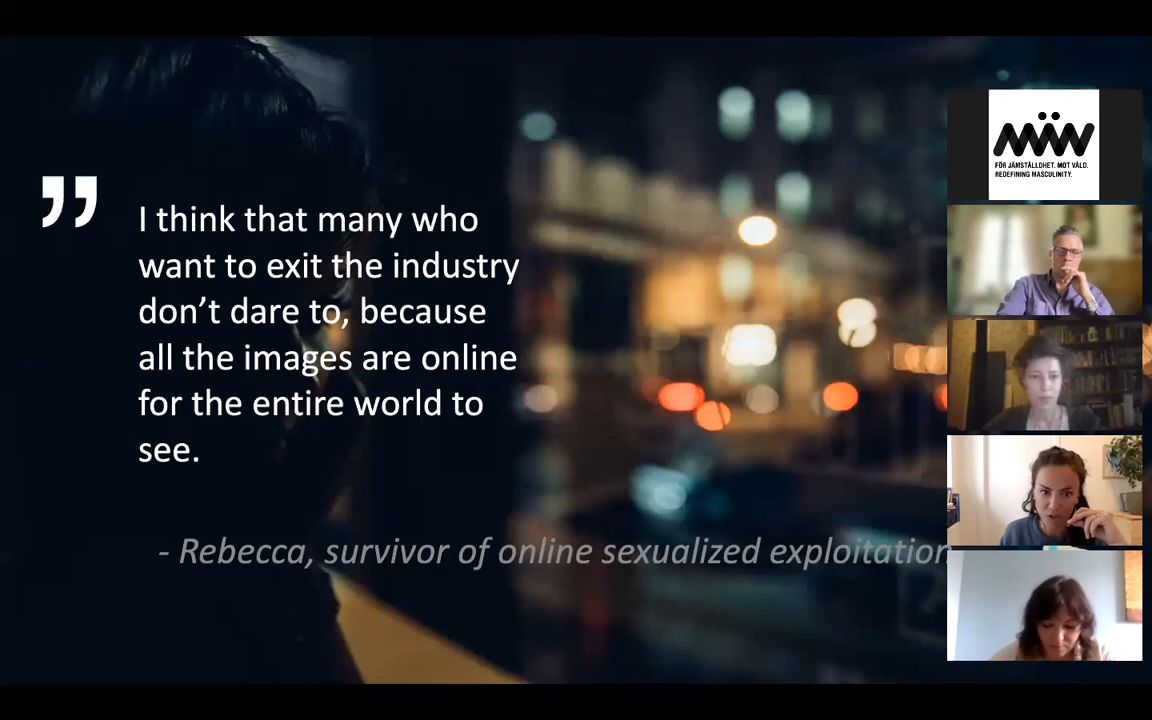 ”
I think that many who
want to exit the industry
don’t dare to, because
all the images are online
for the entire world to
see.
- Rebecca, survivor of online sexualized exploitation
MÄN
FÖR JÄMSTÄLLDHET. MOT VÅLD.
REDEFINING MASCULINITY.